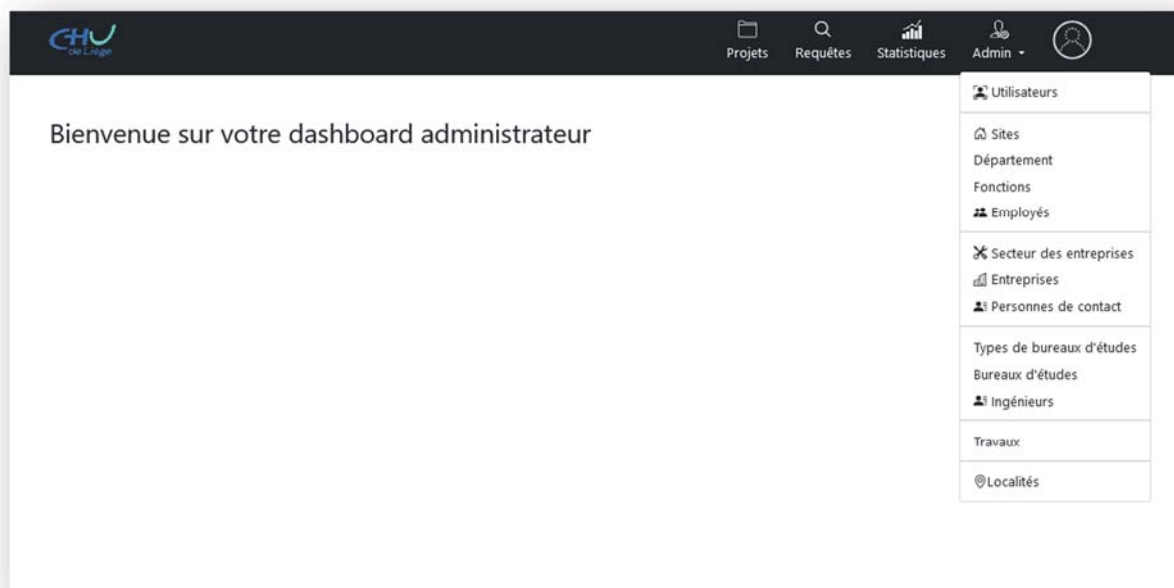 CHU
de Liège
Projets
Requêtes
Statistiques
Admin
Bienvenue sur votre dashboard administrateur
Utilisateurs
Sites
Département
Fonctions
Employés
Secteur des entreprises
Entreprises
Personnes de contact
Types de bureaux d'études
Bureaux d'études
Ingénieurs
Travaux
Localités